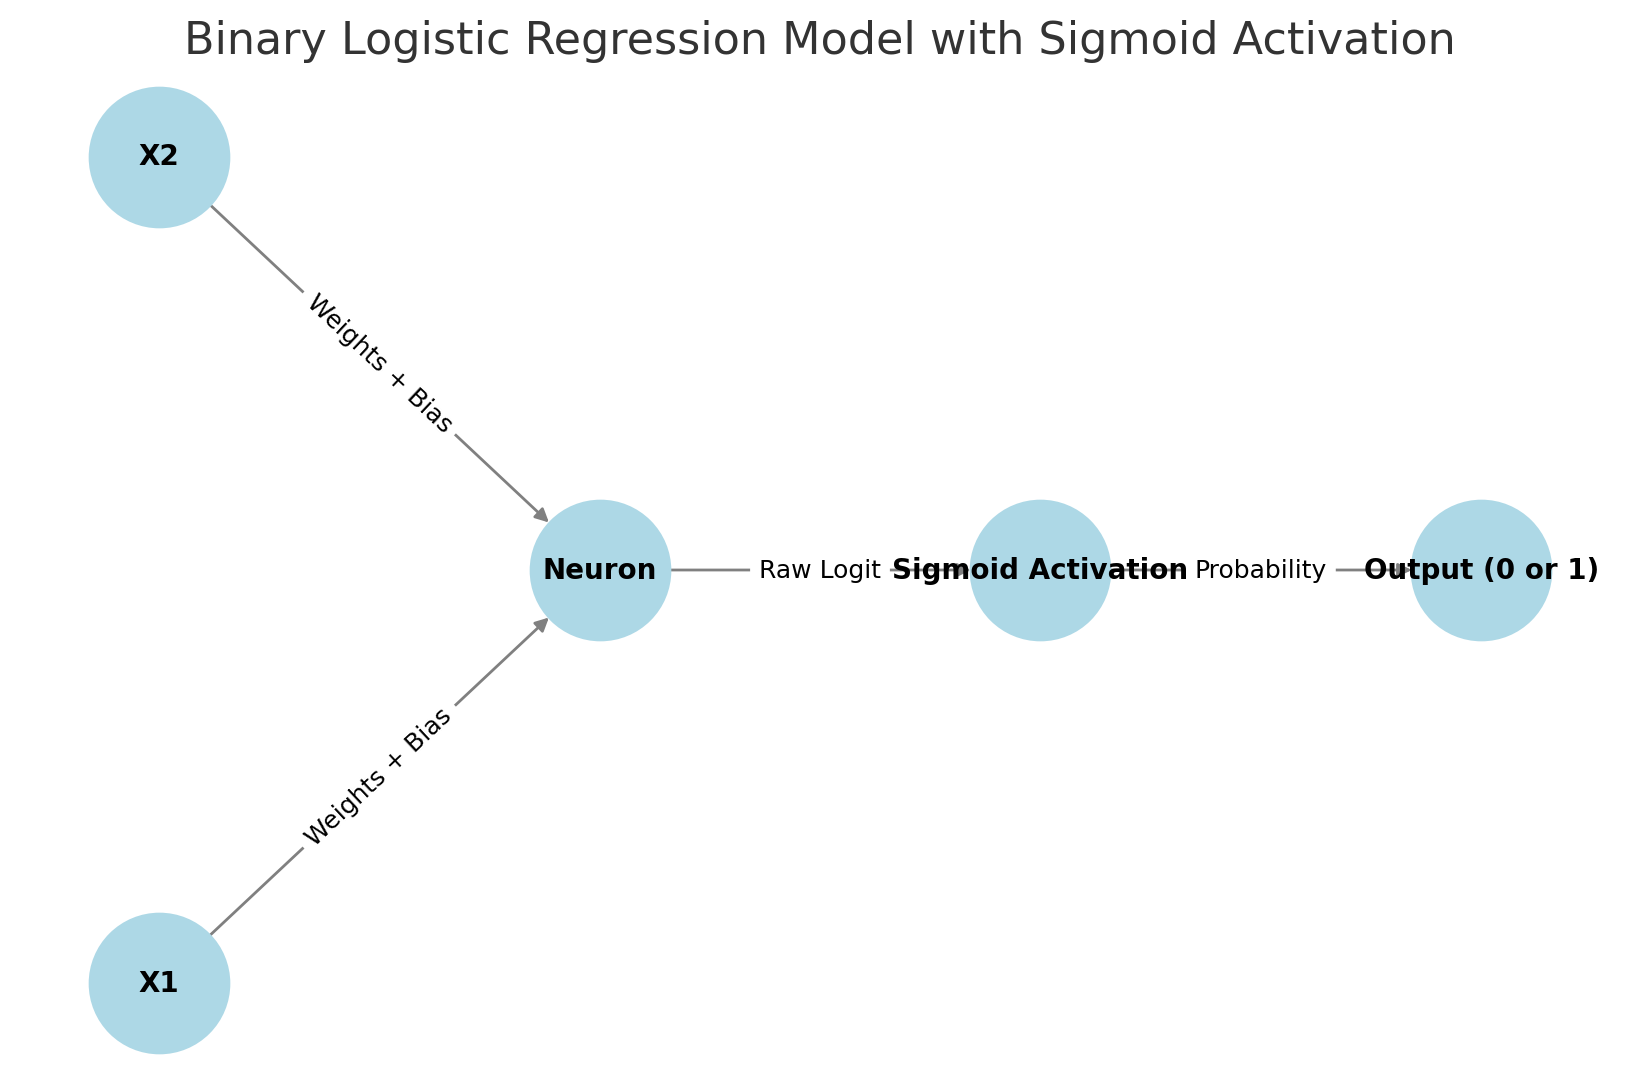 Binary Logistic Regression Model with Sigmoid Activation
X2
Weights + Bias
Neuron
Raw Logit
Sigmoid Activation
Probability
Output (0 or 1)
Weights + Bias
X1